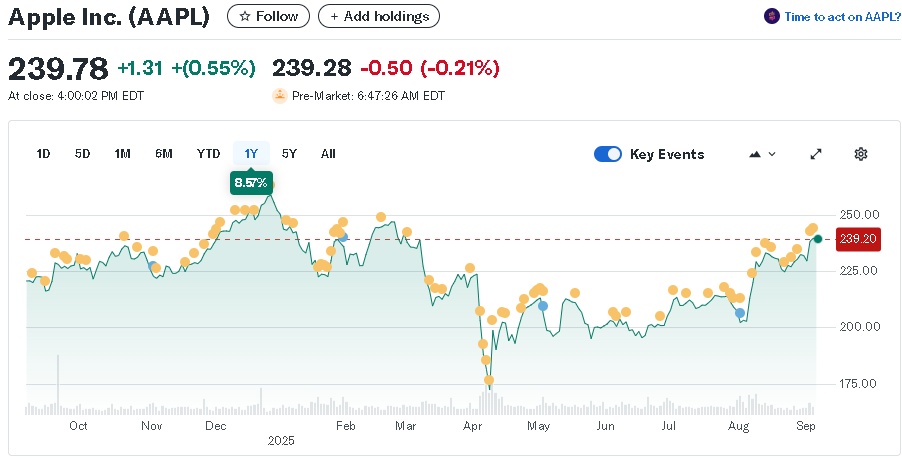 Apple Inc. (AAPL) ☆ Follow + Add holdings Time to act on AAPL?
239.78 +1.31 +(0.55%) 239.28 -0.50 (-0.21%)
At close: 4:00:02 PM EDT Pre-Market: 6:47:26 AM EDT
1D 5D 1M 6M YTD 1Y 5Y All Key Events
8.57%
250.00
239.20
225.00
200.00
175.00
Oct Nov Dec Feb Mar Apr May Jun Jul Aug Sep
2025